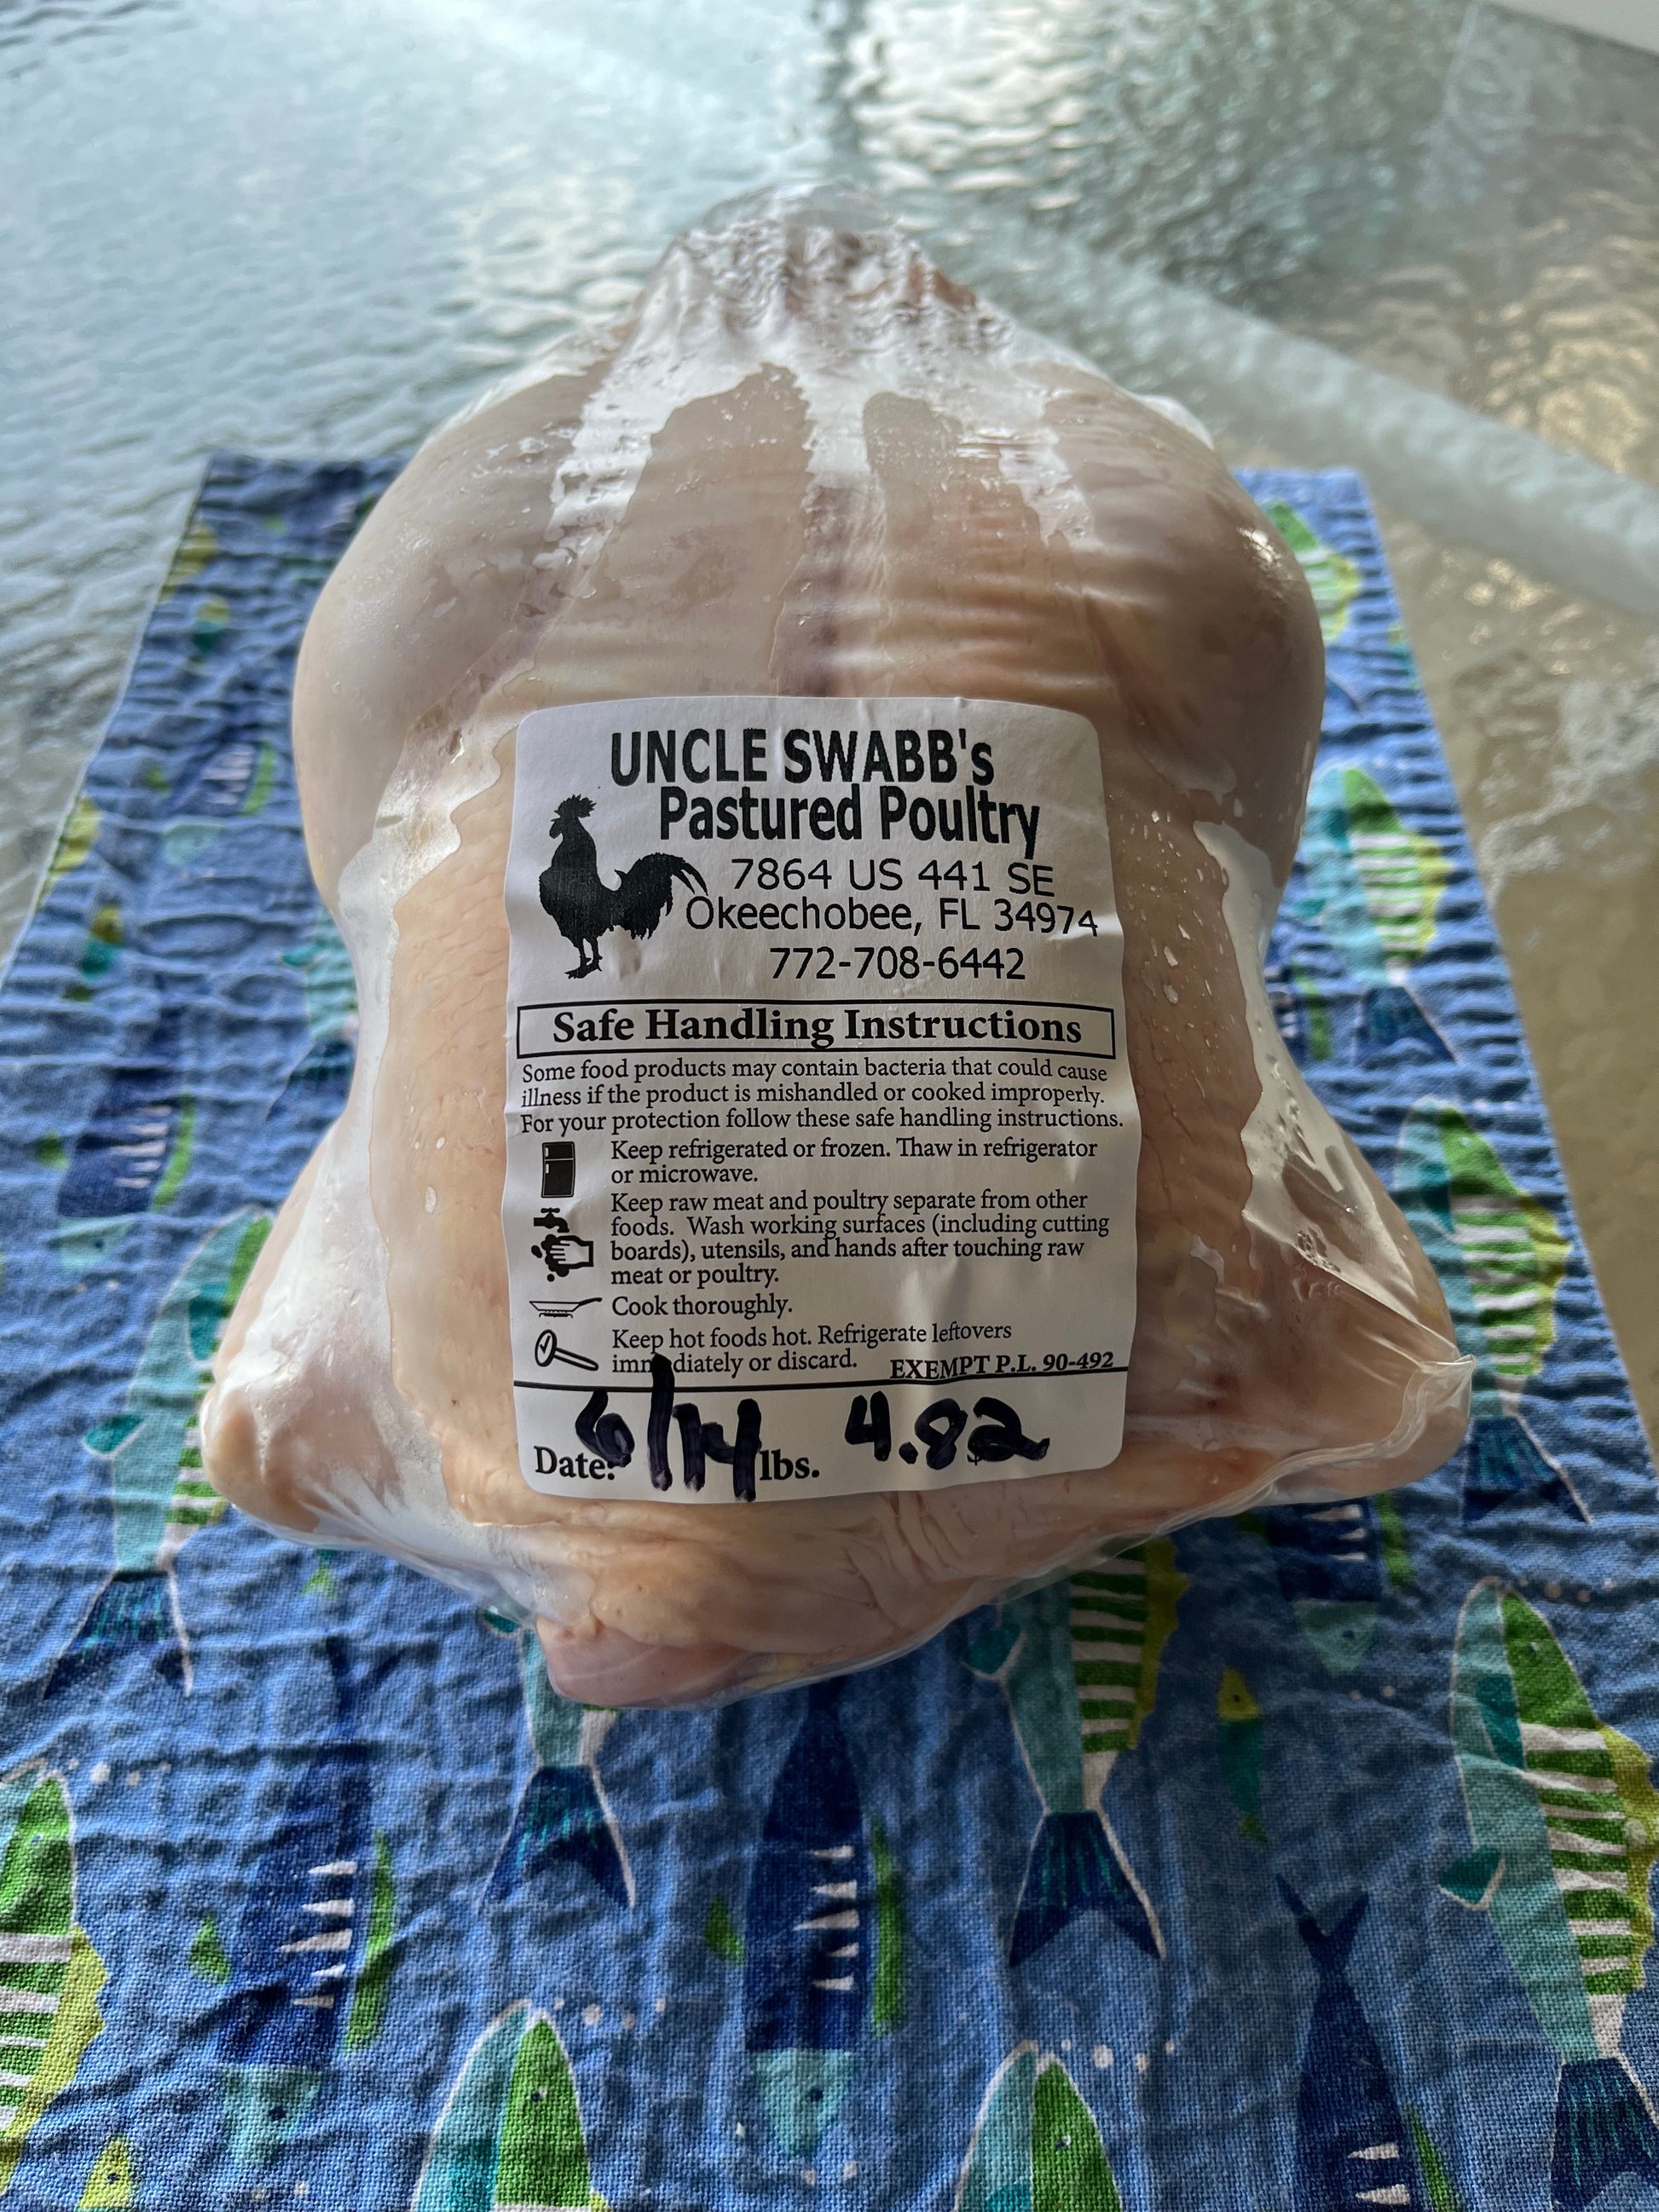 UNCLE SWABB's
Pastured Poultry
7864 US 441 SE
Okeechobee, FL 34974
772-708-6442
Safe Handling Instructions
Some food products may contain bacteria that could cause
illness if the product is mishandled or cooked improperly.
For your protection follow these safe handling instructions.
Keep refrigerated or frozen. Thaw in refrigerator
or microwave.
Keep raw meat and poultry separate from other
foods. Wash working surfaces (including cutting
boards), utensils, and hands after touching raw
meat or poultry.
Cook thoroughly.
Keep hot foods hot. Refrigerate leftovers
immediately or discard. EXEMPT P.L. 90-492
Date: 6/14 lbs. 4.82 $